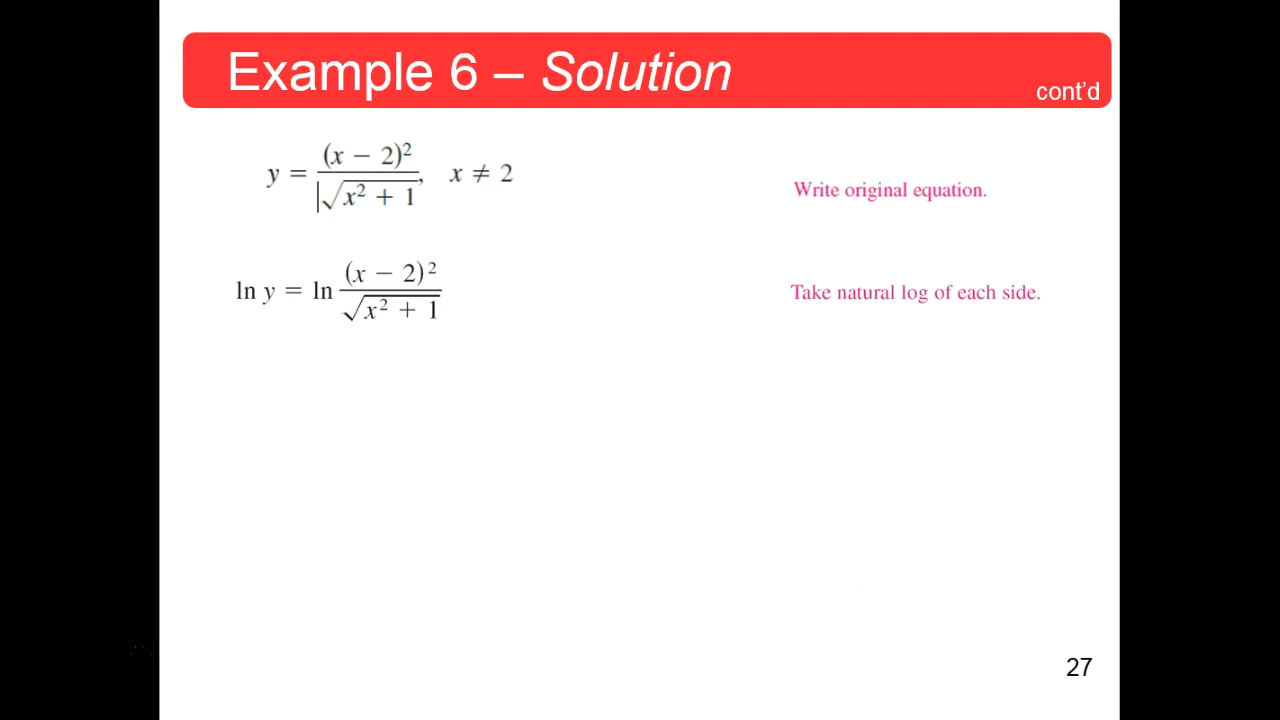 Example 6 – Solution
cont'd
y = (x − 2)² / √x² + 1, x ≠ 2
Write original equation.
ln y = ln (x − 2)² / √x² + 1
Take natural log of each side.
27